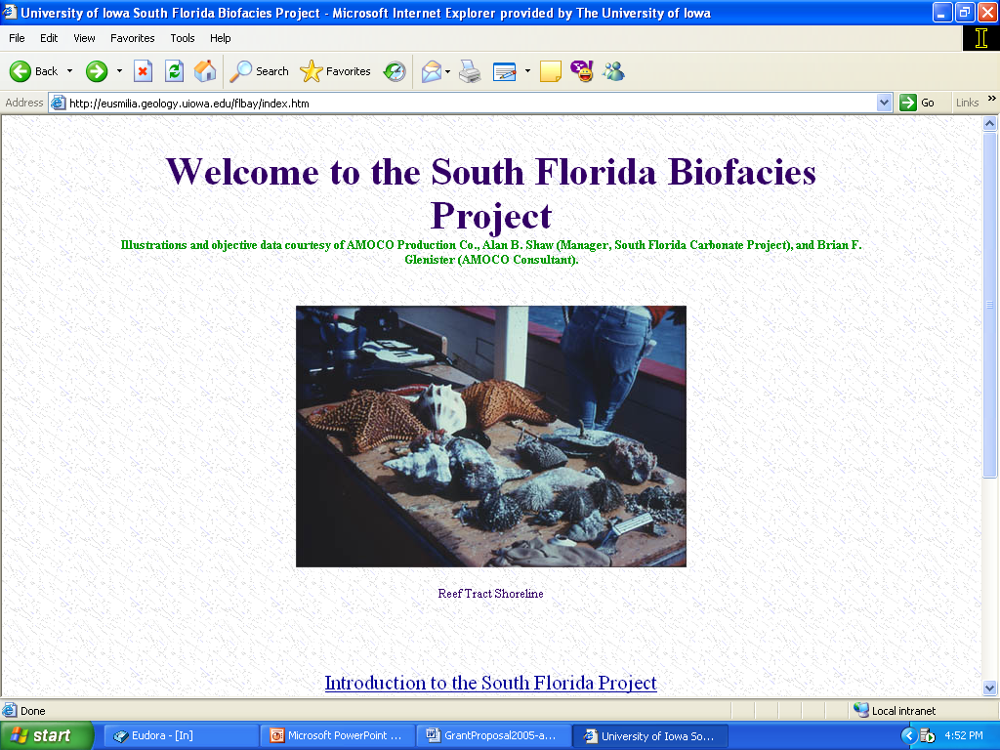 University of Iowa South Florida Biofacies Project - Microsoft Internet Explorer provided by The University of Iowa
File Edit View Favorites Tools Help
Back Search Favorites
Address http://eusmilia.geology.uiowa.edu/flbay/index.htm Go Links »
Welcome to the South Florida Biofacies
Project
Illustrations and objective data courtesy of AMOCO Production Co., Alan B. Shaw (Manager, South Florida Carbonate Project), and Brian F.
Glenister (AMOCO Consultant).
Reef Tract Shoreline
Introduction to the South Florida Project
Done Local intranet
start Eudora - [In] Microsoft PowerPoint ... GrantProposal2005-a... University of Iowa So... 4:52 PM